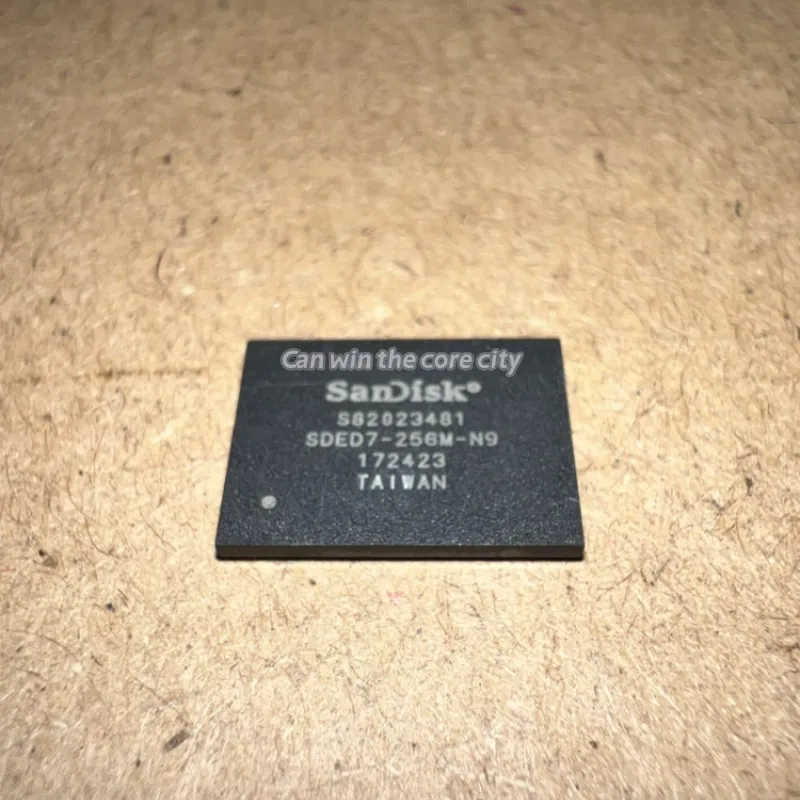 Can win the core city
SanDisk®
S82023481
SDED7-256M-N9
172423
TAIWAN